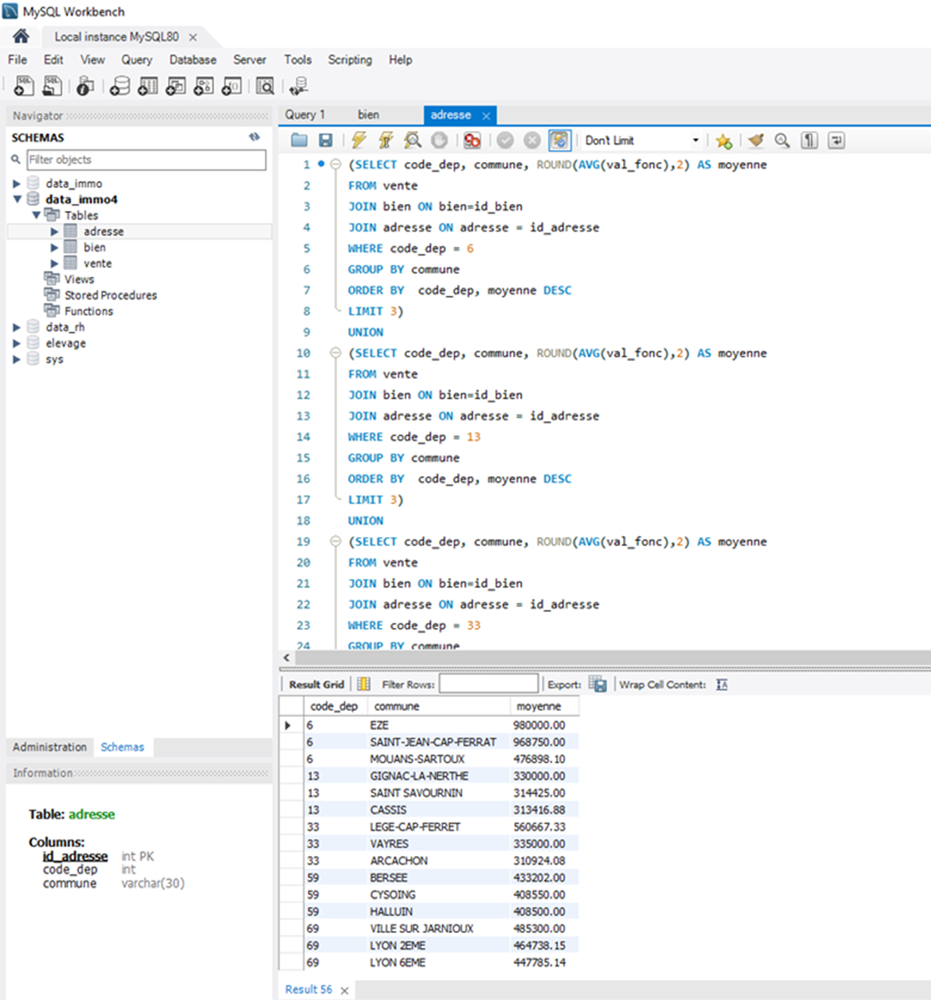 MySQL Workbench
Local instance MySQL80
File Edit View Query Database Server Tools Scripting Help
Navigator
SCHEMAS
Filter objects
data_immo
data_immo4
Tables
adresse
bien
vente
Views
Stored Procedures
Functions
data_rh
elevage
sys
Administration Schemas
Information
Table: adresse
Columns:
id_adresse int PK
code_dep int
commune varchar(30)
Query 1 bien adresse
Don't Limit
1 (SELECT code_dep, commune, ROUND(AVG(val_fonc),2) AS moyenne
2 FROM vente
3 JOIN bien ON bien=id_bien
4 JOIN adresse ON adresse = id_adresse
5 WHERE code_dep = 6
6 GROUP BY commune
7 ORDER BY  code_dep, moyenne DESC
8 LIMIT 3)
9 UNION
10 (SELECT code_dep, commune, ROUND(AVG(val_fonc),2) AS moyenne
11 FROM vente
12 JOIN bien ON bien=id_bien
13 JOIN adresse ON adresse = id_adresse
14 WHERE code_dep = 13
15 GROUP BY commune
16 ORDER BY  code_dep, moyenne DESC
17 LIMIT 3)
18 UNION
19 (SELECT code_dep, commune, ROUND(AVG(val_fonc),2) AS moyenne
20 FROM vente
21 JOIN bien ON bien=id_bien
22 JOIN adresse ON adresse = id_adresse
23 WHERE code_dep = 33
24 GROUP BY commune
Result Grid Filter Rows: Export: Wrap Cell Content:
code_dep commune moyenne
6 EZE 980000.00
6 SAINT-JEAN-CAP-FERRAT 968750.00
6 MOUANS-SARTOUX 476898.10
13 GIGNAC-LA-NERTHE 330000.00
13 SAINT SAVOURNIN 314425.00
13 CASSIS 313416.88
33 LEGE-CAP-FERRET 560667.33
33 VAYRES 335000.00
33 ARCACHON 310924.08
59 BERSEE 433202.00
59 CYSOING 408550.00
59 HALLUIN 408500.00
69 VILLE SUR JARNIOUX 485300.00
69 LYON 2EME 464738.15
69 LYON 6EME 447785.14
Result 56